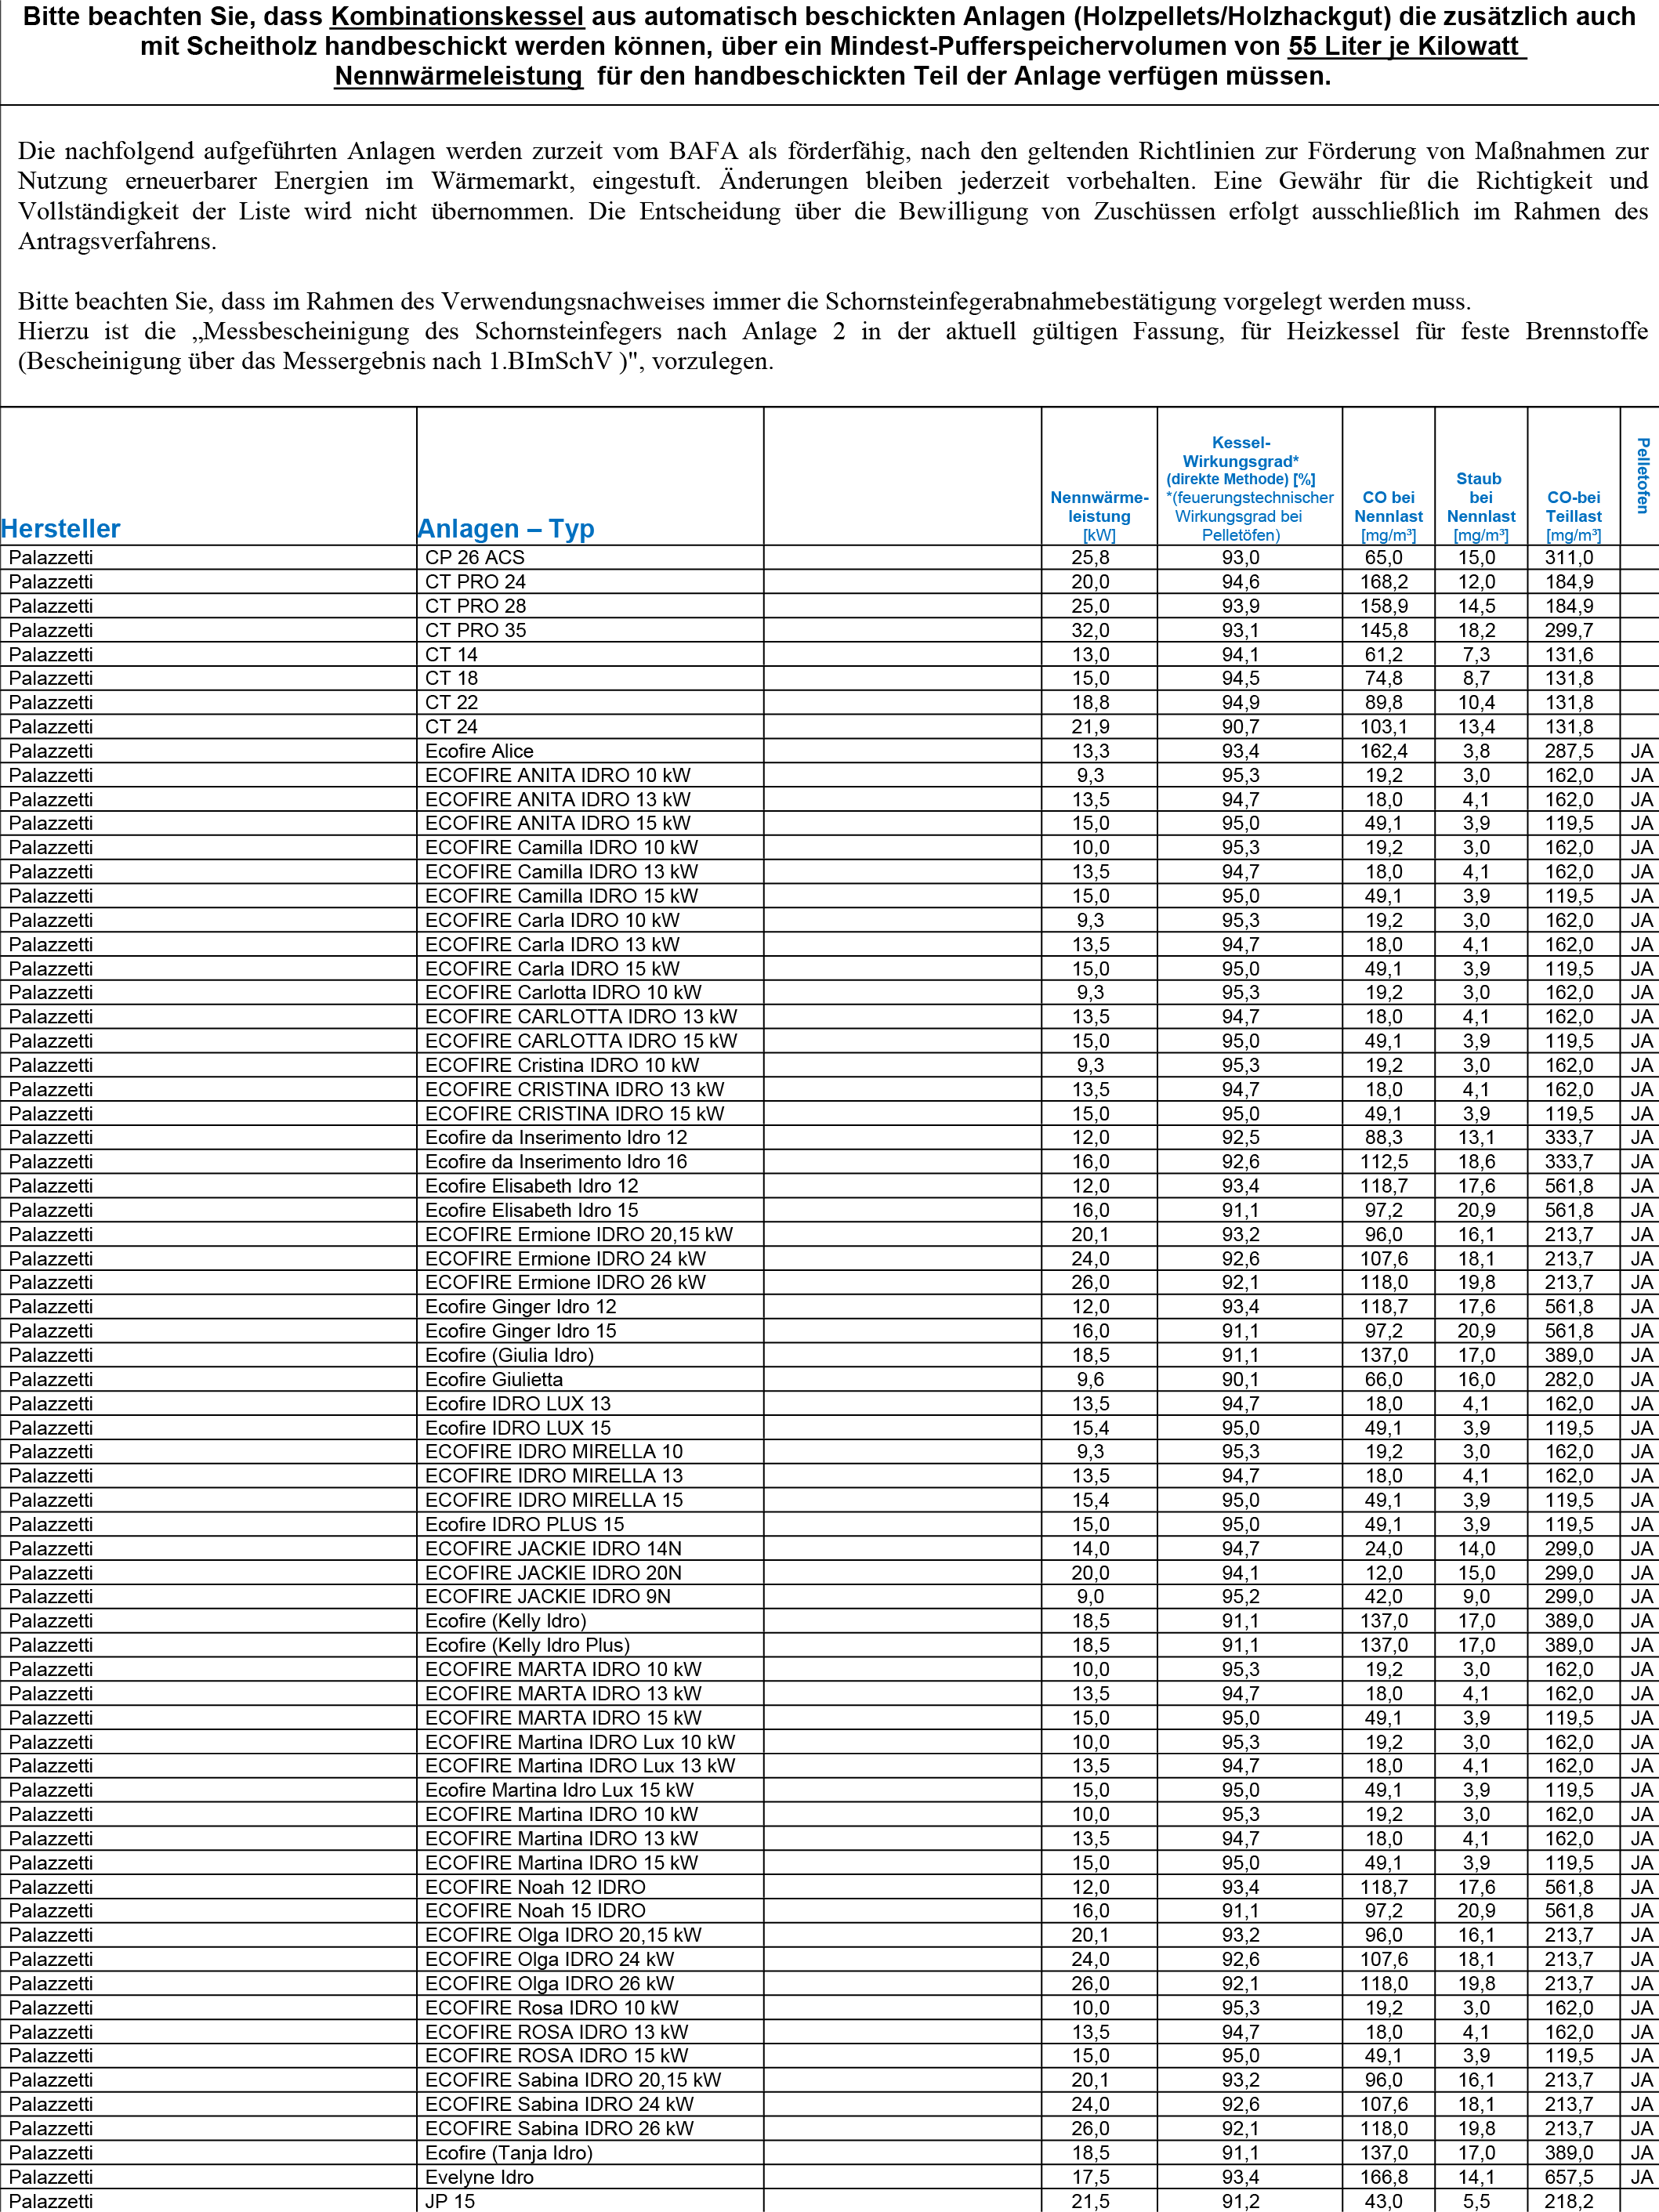 Bitte beachten Sie, dass Kombinationskessel aus automatisch beschickten Anlagen (Holzpellets/Holzhackgut) die zusätzlich auch
mit Scheitholz handbeschickt werden können, über ein Mindest-Pufferspeichervolumen von 55 Liter je Kilowatt
Nennwärmeleistung für den handbeschickten Teil der Anlage verfügen müssen.
Die nachfolgend aufgeführten Anlagen werden zurzeit vom BAFA als förderfähig, nach den geltenden Richtlinien zur Förderung von Maßnahmen zur
Nutzung erneuerbarer Energien im Wärmemarkt, eingestuft. Änderungen bleiben jederzeit vorbehalten. Eine Gewähr für die Richtigkeit und
Vollständigkeit der Liste wird nicht übernommen. Die Entscheidung über die Bewilligung von Zuschüssen erfolgt ausschließlich im Rahmen des
Antragsverfahrens.
Bitte beachten Sie, dass im Rahmen des Verwendungsnachweises immer die Schornsteinfegerabnahmebestätigung vorgelegt werden muss.
Hierzu ist die „Messbescheinigung des Schornsteinfegers nach Anlage 2 in der aktuell gültigen Fassung, für Heizkessel für feste Brennstoffe
(Bescheinigung über das Messergebnis nach 1.BImSchV )", vorzulegen.
Hersteller
Anlagen – Typ
Nennwärme-
leistung
[kW]
Kessel-
Wirkungsgrad*
(direkte Methode) [%]
*(feuerungstechnischer
Wirkungsgrad bei
Pelletöfen)
CO bei
Nennlast
[mg/m³]
Staub
bei
Nennlast
[mg/m³]
CO-bei
Teillast
[mg/m³]
Pelletofen
Palazzetti CP 26 ACS 25,8 93,0 65,0 15,0 311,0
Palazzetti CT PRO 24 20,0 94,6 168,2 12,0 184,9
Palazzetti CT PRO 28 25,0 93,9 158,9 14,5 184,9
Palazzetti CT PRO 35 32,0 93,1 145,8 18,2 299,7
Palazzetti CT 14 13,0 94,1 61,2 7,3 131,6
Palazzetti CT 18 15,0 94,5 74,8 8,7 131,8
Palazzetti CT 22 18,8 94,9 89,8 10,4 131,8
Palazzetti CT 24 21,9 90,7 103,1 13,4 131,8
Palazzetti Ecofire Alice 13,3 93,4 162,4 3,8 287,5 JA
Palazzetti ECOFIRE ANITA IDRO 10 kW 9,3 95,3 19,2 3,0 162,0 JA
Palazzetti ECOFIRE ANITA IDRO 13 kW 13,5 94,7 18,0 4,1 162,0 JA
Palazzetti ECOFIRE ANITA IDRO 15 kW 15,0 95,0 49,1 3,9 119,5 JA
Palazzetti ECOFIRE Camilla IDRO 10 kW 10,0 95,3 19,2 3,0 162,0 JA
Palazzetti ECOFIRE Camilla IDRO 13 kW 13,5 94,7 18,0 4,1 162,0 JA
Palazzetti ECOFIRE Camilla IDRO 15 kW 15,0 95,0 49,1 3,9 119,5 JA
Palazzetti ECOFIRE Carla IDRO 10 kW 9,3 95,3 19,2 3,0 162,0 JA
Palazzetti ECOFIRE Carla IDRO 13 kW 13,5 94,7 18,0 4,1 162,0 JA
Palazzetti ECOFIRE Carla IDRO 15 kW 15,0 95,0 49,1 3,9 119,5 JA
Palazzetti ECOFIRE Carlotta IDRO 10 kW 9,3 95,3 19,2 3,0 162,0 JA
Palazzetti ECOFIRE CARLOTTA IDRO 13 kW 13,5 94,7 18,0 4,1 162,0 JA
Palazzetti ECOFIRE CARLOTTA IDRO 15 kW 15,0 95,0 49,1 3,9 119,5 JA
Palazzetti ECOFIRE Cristina IDRO 10 kW 9,3 95,3 19,2 3,0 162,0 JA
Palazzetti ECOFIRE CRISTINA IDRO 13 kW 13,5 94,7 18,0 4,1 162,0 JA
Palazzetti ECOFIRE CRISTINA IDRO 15 kW 15,0 95,0 49,1 3,9 119,5 JA
Palazzetti Ecofire da Inserimento Idro 12 12,0 92,5 88,3 13,1 333,7 JA
Palazzetti Ecofire da Inserimento Idro 16 16,0 92,6 112,5 18,6 333,7 JA
Palazzetti Ecofire Elisabeth Idro 12 12,0 93,4 118,7 17,6 561,8 JA
Palazzetti Ecofire Elisabeth Idro 15 16,0 91,1 97,2 20,9 561,8 JA
Palazzetti ECOFIRE Ermione IDRO 20,15 kW 20,1 93,2 96,0 16,1 213,7 JA
Palazzetti ECOFIRE Ermione IDRO 24 kW 24,0 92,6 107,6 18,1 213,7 JA
Palazzetti ECOFIRE Ermione IDRO 26 kW 26,0 92,1 118,0 19,8 213,7 JA
Palazzetti Ecofire Ginger Idro 12 12,0 93,4 118,7 17,6 561,8 JA
Palazzetti Ecofire Ginger Idro 15 16,0 91,1 97,2 20,9 561,8 JA
Palazzetti Ecofire (Giulia Idro) 18,5 91,1 137,0 17,0 389,0 JA
Palazzetti Ecofire Giulietta 9,6 90,1 66,0 16,0 282,0 JA
Palazzetti Ecofire IDRO LUX 13 13,5 94,7 18,0 4,1 162,0 JA
Palazzetti Ecofire IDRO LUX 15 15,4 95,0 49,1 3,9 119,5 JA
Palazzetti ECOFIRE IDRO MIRELLA 10 9,3 95,3 19,2 3,0 162,0 JA
Palazzetti ECOFIRE IDRO MIRELLA 13 13,5 94,7 18,0 4,1 162,0 JA
Palazzetti ECOFIRE IDRO MIRELLA 15 15,4 95,0 49,1 3,9 119,5 JA
Palazzetti Ecofire IDRO PLUS 15 15,0 95,0 49,1 3,9 119,5 JA
Palazzetti ECOFIRE JACKIE IDRO 14N 14,0 94,7 24,0 14,0 299,0 JA
Palazzetti ECOFIRE JACKIE IDRO 20N 20,0 94,1 12,0 15,0 299,0 JA
Palazzetti ECOFIRE JACKIE IDRO 9N 9,0 95,2 42,0 9,0 299,0 JA
Palazzetti Ecofire (Kelly Idro) 18,5 91,1 137,0 17,0 389,0 JA
Palazzetti Ecofire (Kelly Idro Plus) 18,5 91,1 137,0 17,0 389,0 JA
Palazzetti ECOFIRE MARTA IDRO 10 kW 10,0 95,3 19,2 3,0 162,0 JA
Palazzetti ECOFIRE MARTA IDRO 13 kW 13,5 94,7 18,0 4,1 162,0 JA
Palazzetti ECOFIRE MARTA IDRO 15 kW 15,0 95,0 49,1 3,9 119,5 JA
Palazzetti ECOFIRE Martina IDRO Lux 10 kW 10,0 95,3 19,2 3,0 162,0 JA
Palazzetti ECOFIRE Martina IDRO Lux 13 kW 13,5 94,7 18,0 4,1 162,0 JA
Palazzetti Ecofire Martina Idro Lux 15 kW 15,0 95,0 49,1 3,9 119,5 JA
Palazzetti ECOFIRE Martina IDRO 10 kW 10,0 95,3 19,2 3,0 162,0 JA
Palazzetti ECOFIRE Martina IDRO 13 kW 13,5 94,7 18,0 4,1 162,0 JA
Palazzetti ECOFIRE Martina IDRO 15 kW 15,0 95,0 49,1 3,9 119,5 JA
Palazzetti ECOFIRE Noah 12 IDRO 12,0 93,4 118,7 17,6 561,8 JA
Palazzetti ECOFIRE Noah 15 IDRO 16,0 91,1 97,2 20,9 561,8 JA
Palazzetti ECOFIRE Olga IDRO 20,15 kW 20,1 93,2 96,0 16,1 213,7 JA
Palazzetti ECOFIRE Olga IDRO 24 kW 24,0 92,6 107,6 18,1 213,7 JA
Palazzetti ECOFIRE Olga IDRO 26 kW 26,0 92,1 118,0 19,8 213,7 JA
Palazzetti ECOFIRE Rosa IDRO 10 kW 10,0 95,3 19,2 3,0 162,0 JA
Palazzetti ECOFIRE ROSA IDRO 13 kW 13,5 94,7 18,0 4,1 162,0 JA
Palazzetti ECOFIRE ROSA IDRO 15 kW 15,0 95,0 49,1 3,9 119,5 JA
Palazzetti ECOFIRE Sabina IDRO 20,15 kW 20,1 93,2 96,0 16,1 213,7 JA
Palazzetti ECOFIRE Sabina IDRO 24 kW 24,0 92,6 107,6 18,1 213,7 JA
Palazzetti ECOFIRE Sabina IDRO 26 kW 26,0 92,1 118,0 19,8 213,7 JA
Palazzetti Ecofire (Tanja Idro) 18,5 91,1 137,0 17,0 389,0 JA
Palazzetti Evelyne Idro 17,5 93,4 166,8 14,1 657,5 JA
Palazzetti JP 15 21,5 91,2 43,0 5,5 218,2